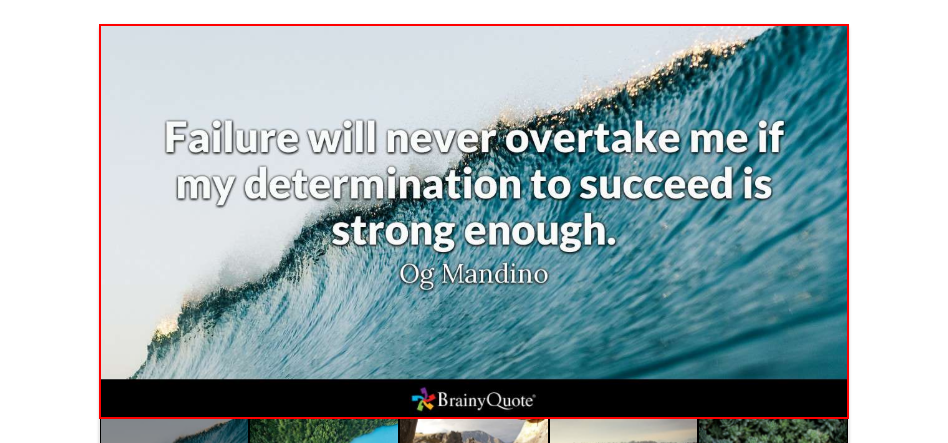 Failure will never overtake me if
my determination to succeed is
strong enough.
Og Mandino
BrainyQuote®